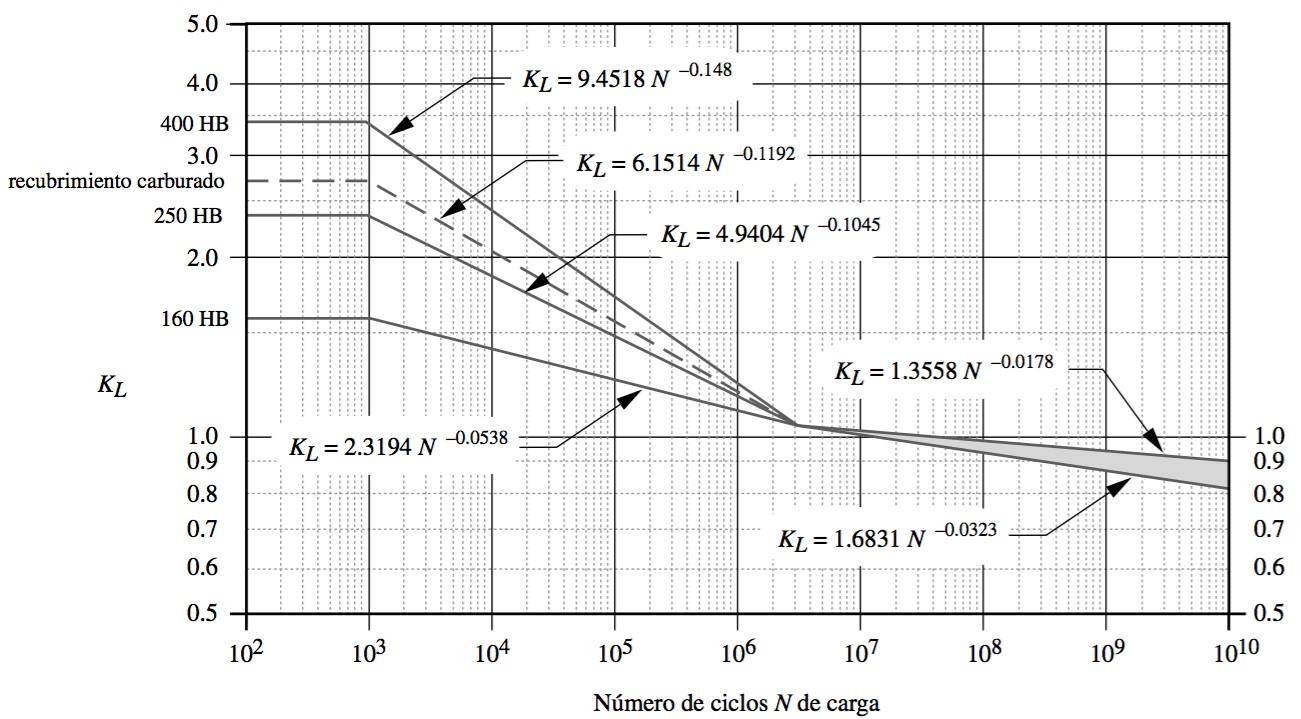 5.0
K_L = 9.4518 N^–0.148
4.0
400 HB
3.0
K_L = 6.1514 N^–0.1192
recubrimiento carburado
250 HB
K_L = 4.9404 N^–0.1045
2.0
160 HB
K_L = 1.3558 N^–0.0178
K_L
1.0
1.0
K_L = 2.3194 N^–0.0538
0.9
0.9
0.8
0.8
0.7
0.7
K_L = 1.6831 N^–0.0323
0.6
0.6
0.5
0.5
10^2 10^3 10^4 10^5 10^6 10^7 10^8 10^9 10^10
Número de ciclos N de carga